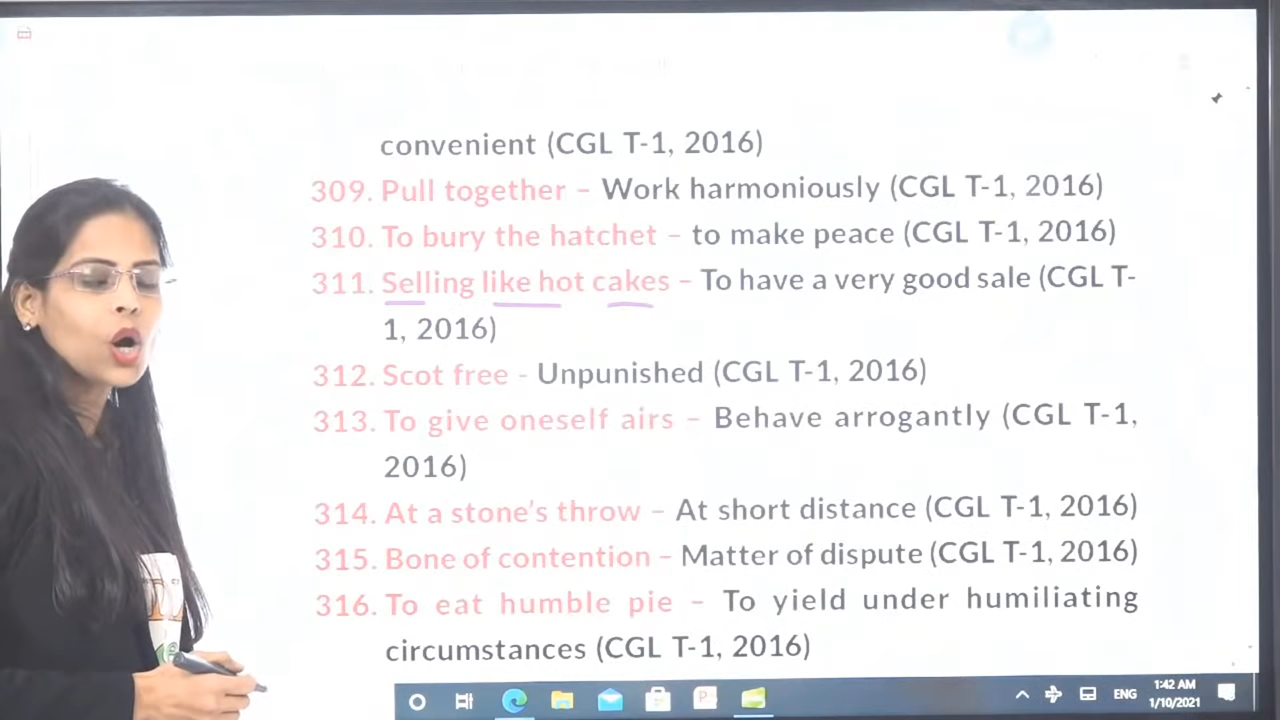 convenient (CGL T-1, 2016)
309. Pull together – Work harmoniously (CGL T-1, 2016)
310. To bury the hatchet – to make peace (CGL T-1, 2016)
311. Selling like hot cakes – To have a very good sale (CGL T-
1, 2016)
312. Scot free - Unpunished (CGL T-1, 2016)
313. To give oneself airs – Behave arrogantly (CGL T-1,
2016)
314. At a stone's throw – At short distance (CGL T-1, 2016)
315. Bone of contention – Matter of dispute (CGL T-1, 2016)
316. To eat humble pie – To yield under humiliating
circumstances (CGL T-1, 2016)
ENG
1:42 AM
1/10/2021